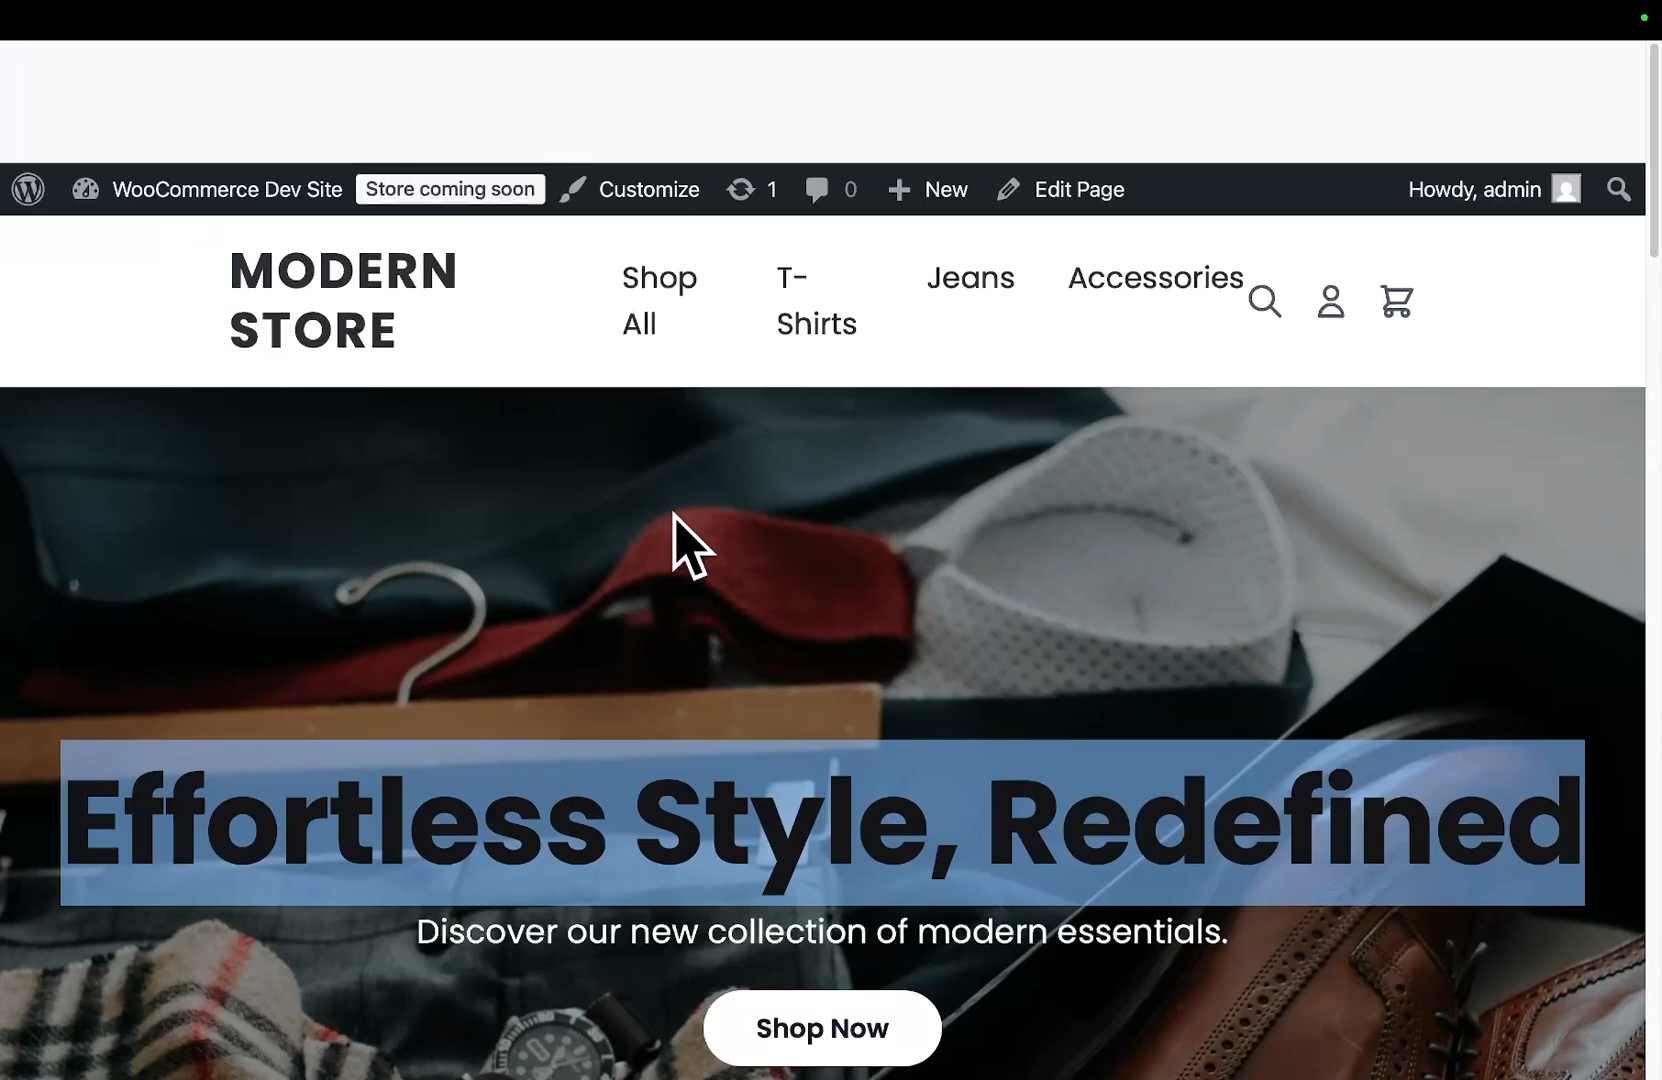 WooCommerce Dev Site Store coming soon Customize 1 0 New Edit Page Howdy, admin
MODERN
STORE
Shop
All
T-
Shirts
Jeans
Accessories
Effortless Style, Redefined
Discover our new collection of modern essentials.
Shop Now